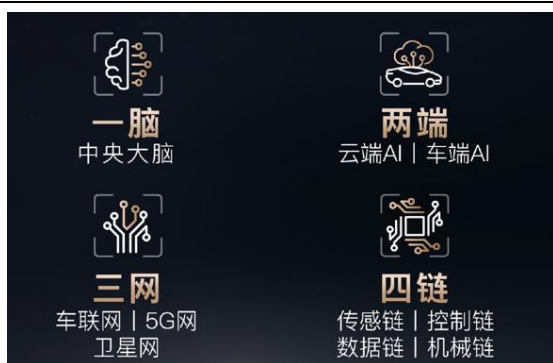 一脑
中央大脑
两端
云端AI | 车端AI
三网
车联网 | 5G网
卫星网
四链
传感链 | 控制链
数据链 | 机械链